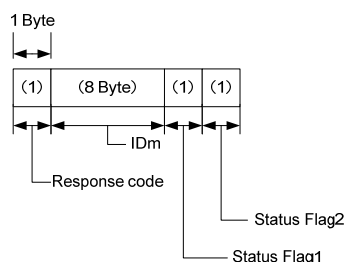 1 Byte
(1) (8 Byte) (1) (1)
IDm
Response code
Status Flag2
Status Flag1